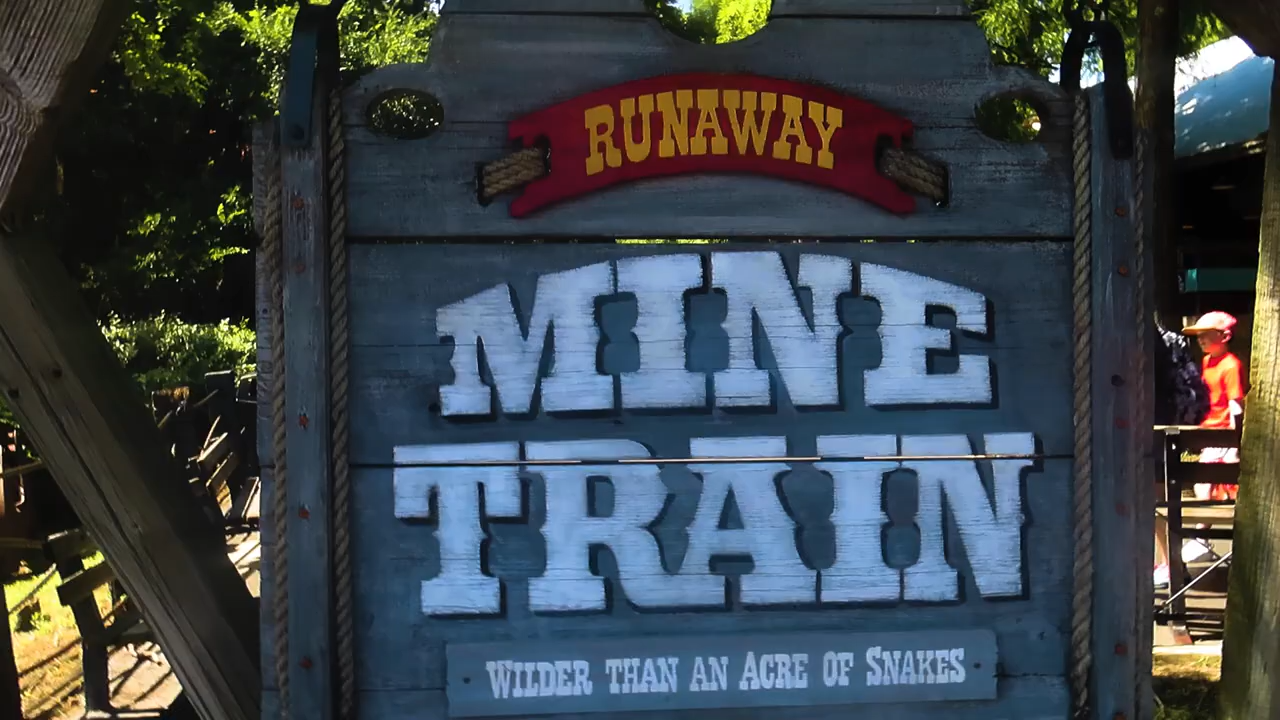 RUNAWAY
MINE
TRAIN
WILDER THAN AN ACRE OF SNAKES